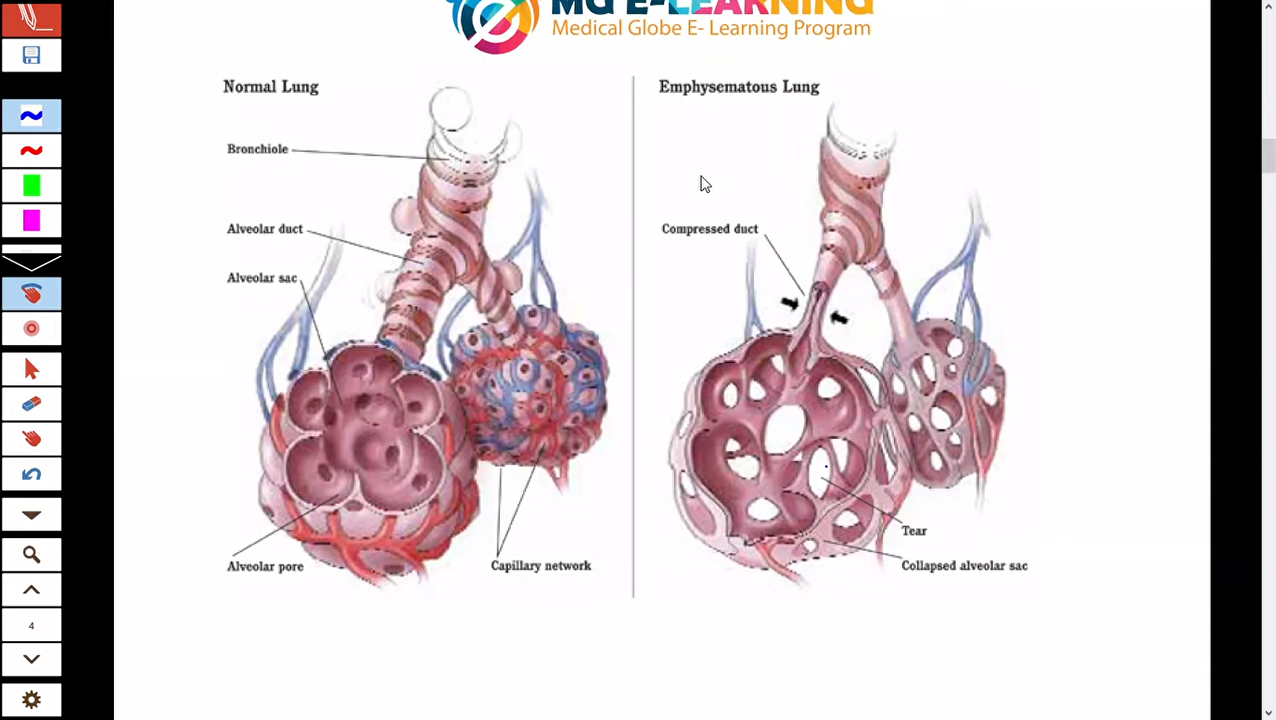 MG E-LEARNING
Medical Globe E- Learning Program
Normal Lung
Bronchiole
Alveolar duct
Alveolar sac
Alveolar pore
Capillary network
Emphysematous Lung
Compressed duct
Tear
Collapsed alveolar sac
4